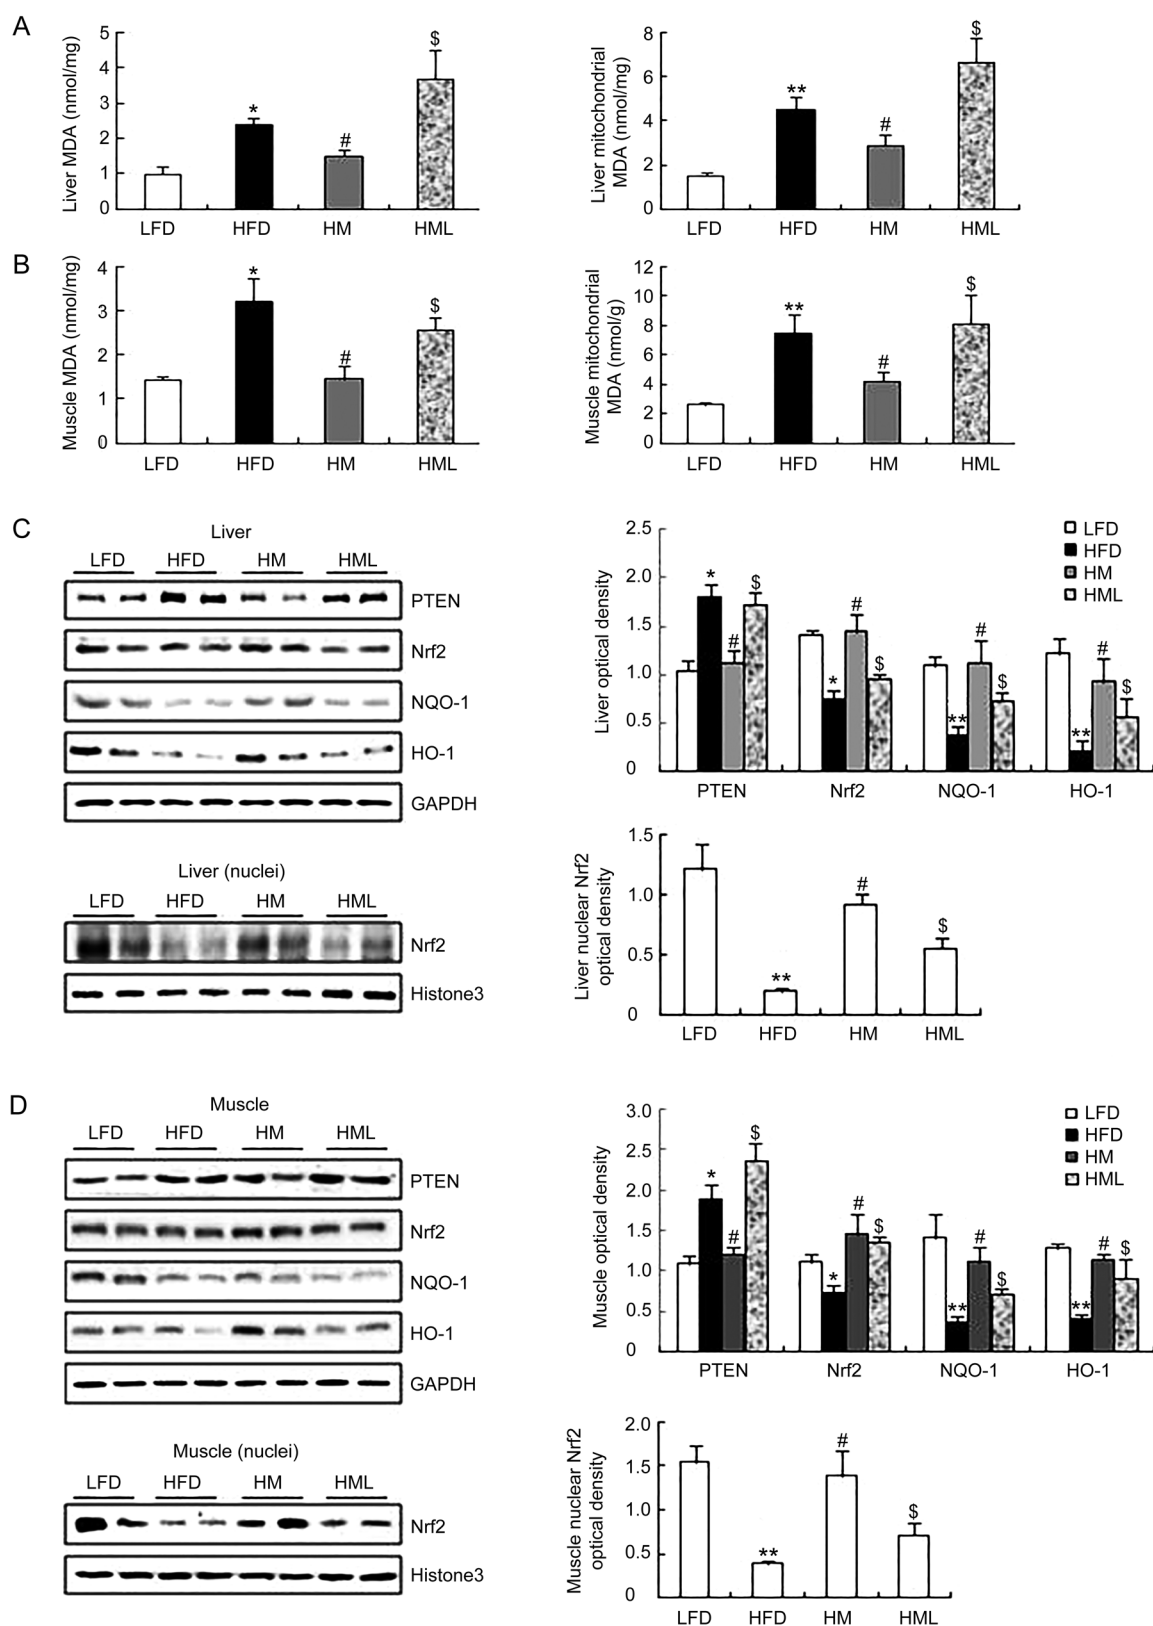 A
Liver MDA (nmol/mg)
5
4
3
2
1
0
*
#
$
LFD HFD HM HML
Liver mitochondrial
MDA (nmol/mg)
8
6
4
2
0
**
#
$
LFD HFD HM HML
B
Muscle MDA (nmol/mg)
4
3
2
1
0
*
#
$
LFD HFD HM HML
Muscle mitochondrial
MDA (nmol/g)
12
10
8
6
4
2
0
**
#
$
LFD HFD HM HML
C
Liver
LFD HFD HM HML
PTEN
Nrf2
NQO-1
HO-1
GAPDH
Liver optical density
2.5
2.0
1.5
1.0
0.5
0
* # $
* # $
** # $
** # $
PTEN Nrf2 NQO-1 HO-1
LFD
HFD
HM
HML
Liver (nuclei)
LFD HFD HM HML
Nrf2
Histone3
Liver nuclear Nrf2
optical density
1.5
1.0
0.5
0
**
#
$
LFD HFD HM HML
D
Muscle
LFD HFD HM HML
PTEN
Nrf2
NQO-1
HO-1
GAPDH
Muscle optical density
3.0
2.5
2.0
1.5
1.0
0.5
0
* # $
* # $
** # $
** # $
PTEN Nrf2 NQO-1 HO-1
LFD
HFD
HM
HML
Muscle (nuclei)
LFD HFD HM HML
Nrf2
Histone3
Muscle nuclear Nrf2
optical density
2.0
1.5
1.0
0.5
0
**
#
$
LFD HFD HM HML